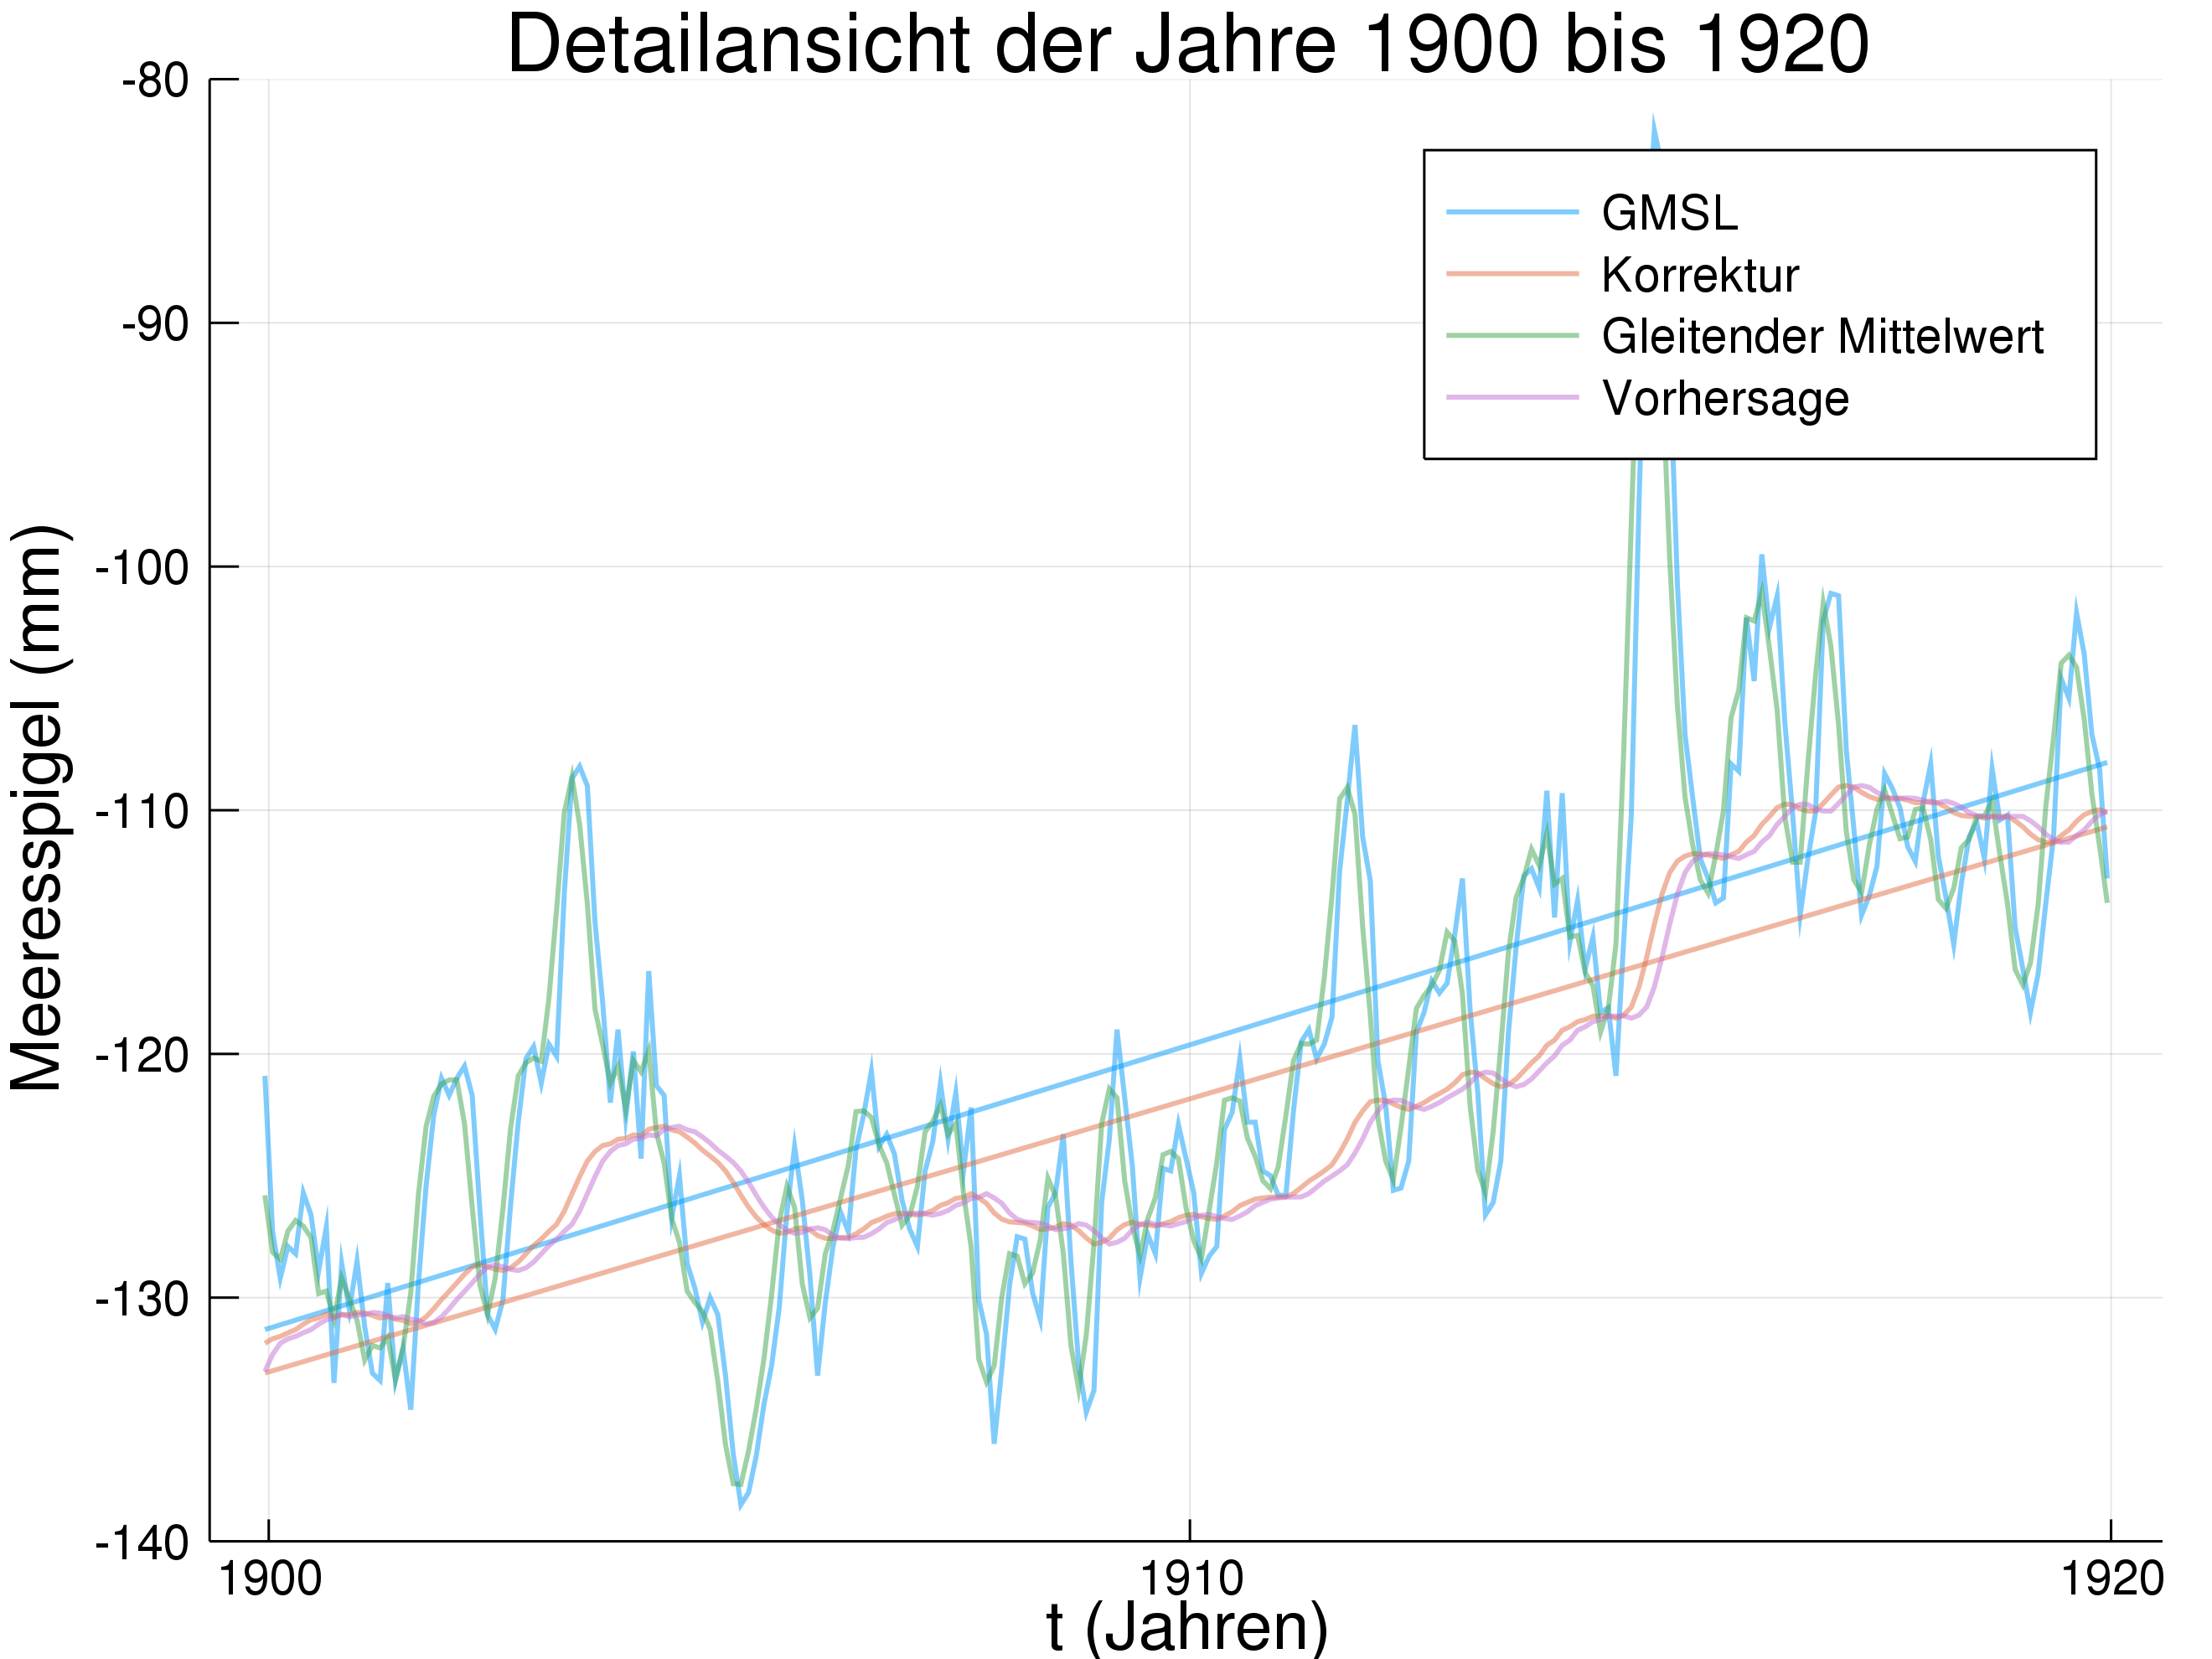 Detailansicht der Jahre 1900 bis 1920
-80
-90
-100
-110
-120
-130
-140
Meeresspigel (mm)
GMSL
Korrektur
Gleitender Mittelwert
Vorhersage
1900
1910
1920
t (Jahren)